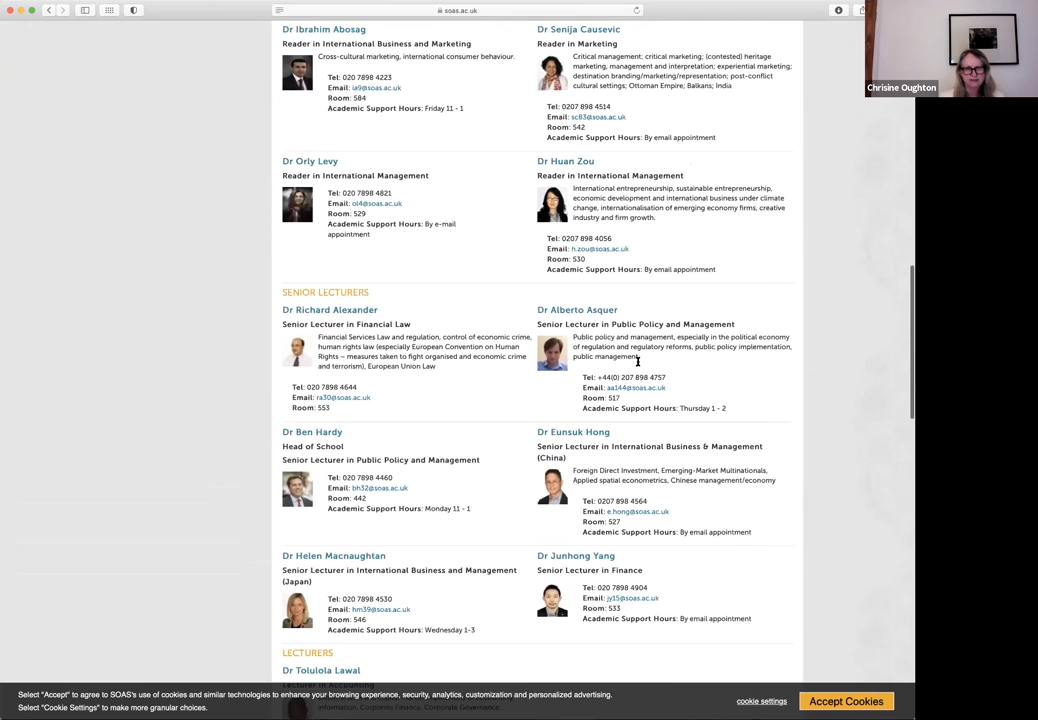 soas.ac.uk
Chrisine Oughton
Dr Ibrahim Abosag
Reader in International Business and Marketing
Cross-cultural marketing, international consumer behaviour.
Tel: 020 7898 4223
Email: ia9@soas.ac.uk
Room: 584
Academic Support Hours: Friday 11 - 1
Dr Senija Causevic
Reader in Marketing
Critical management; critical marketing; (contested) heritage
marketing, management and interpretation; experiential marketing;
destination branding/marketing/representation; post-conflict
cultural settings; Ottoman Empire; Balkans; India
Tel: 0207 898 4514
Email: sc83@soas.ac.uk
Room: 542
Academic Support Hours: By email appointment
Dr Orly Levy
Reader in International Management
Tel: 020 7898 4821
Email: ol4@soas.ac.uk
Room: 529
Academic Support Hours: By e-mail
appointment
Dr Huan Zou
Reader in International Management
International entrepreneurship, sustainable entrepreneurship,
economic development and international business under climate
change, internationalisation of emerging economy firms, creative
industry and firm growth.
Tel: 0207 898 4056
Email: h.zou@soas.ac.uk
Room: 530
Academic Support Hours: By email appointment
SENIOR LECTURERS
Dr Richard Alexander
Senior Lecturer in Financial Law
Financial Services Law and regulation, control of economic crime,
human rights law (especially European Convention on Human
Rights – measures taken to fight organised and economic crime
and terrorism), European Union Law
Tel: 020 7898 4644
Email: ra30@soas.ac.uk
Room: 553
Dr Alberto Asquer
Senior Lecturer in Public Policy and Management
Public policy and management, especially in the political economy
of regulation and regulatory reforms, public policy implementation,
public management
Tel: +44(0) 207 898 4757
Email: aa144@soas.ac.uk
Room: 517
Academic Support Hours: Thursday 1 - 2
Dr Ben Hardy
Head of School
Senior Lecturer in Public Policy and Management
Tel: 020 7898 4460
Email: bh32@soas.ac.uk
Room: 442
Academic Support Hours: Monday 11 - 1
Dr Eunsuk Hong
Senior Lecturer in International Business & Management
(China)
Foreign Direct Investment, Emerging-Market Multinationals,
Applied spatial econometrics, Chinese management/economy
Tel: 0207 898 4564
Email: e.hong@soas.ac.uk
Room: 527
Academic Support Hours: By email appointment
Dr Helen Macnaughtan
Senior Lecturer in International Business and Management
(Japan)
Tel: 020 7898 4530
Email: hm39@soas.ac.uk
Room: 546
Academic Support Hours: Wednesday 1-3
Dr Junhong Yang
Senior Lecturer in Finance
Tel: 020 7898 4904
Email: jy15@soas.ac.uk
Room: 533
Academic Support Hours: By email appointment
LECTURERS
Dr Tolulola Lawal
Lecturer in Accounting
Information, Corporate Finance, Corporate Governance.
Select "Accept" to agree to SOAS's use of cookies and similar technologies to enhance your browsing experience, security, analytics, customization and personalized advertising.
Select "Cookie Settings" to make more granular choices.
cookie settings
Accept Cookies